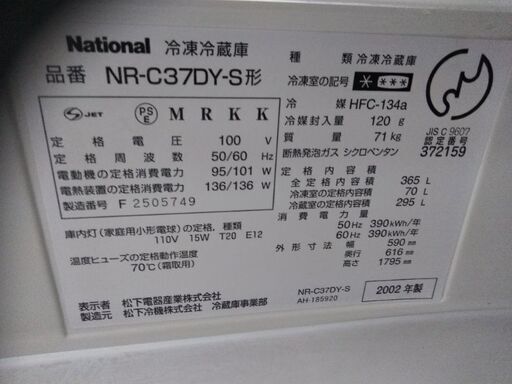 National 冷凍冷蔵庫
品番 NR-C37DY-S形
S JET PS E M R K K
定格電圧 100 V
定格周波数 50/60 Hz
電動機の定格消費電力 95/101 W
電熱装置の定格消費電力 136/136 W
製造番号 F 2505749
庫内灯(家庭用小形電球)の定格,種類
110V 15W T20 E12
温度ヒューズの定格動作温度
70℃(霜取用)
表示者 松下電器産業株式会社
製造者 松下冷機株式会社 冷蔵庫事業部
種類 冷凍冷蔵庫
冷凍室の記号 * ***
冷媒 HFC-134a
冷媒封入量 120 g
質量 71 kg
断熱発泡ガス シクロペンタン
JIS C 9607
認定番号
372159
定格内容積
全定格内容積 365 L
冷凍室定格内容積 70 L
冷蔵室定格内容積 295 L
消費電力量
50 Hz 390 kWh/年
60 Hz 390 kWh/年
外形寸法 幅 590 mm
奥行 616 mm
高さ 1795 mm
NR-C37DY-S
AH-185920
2002 年製